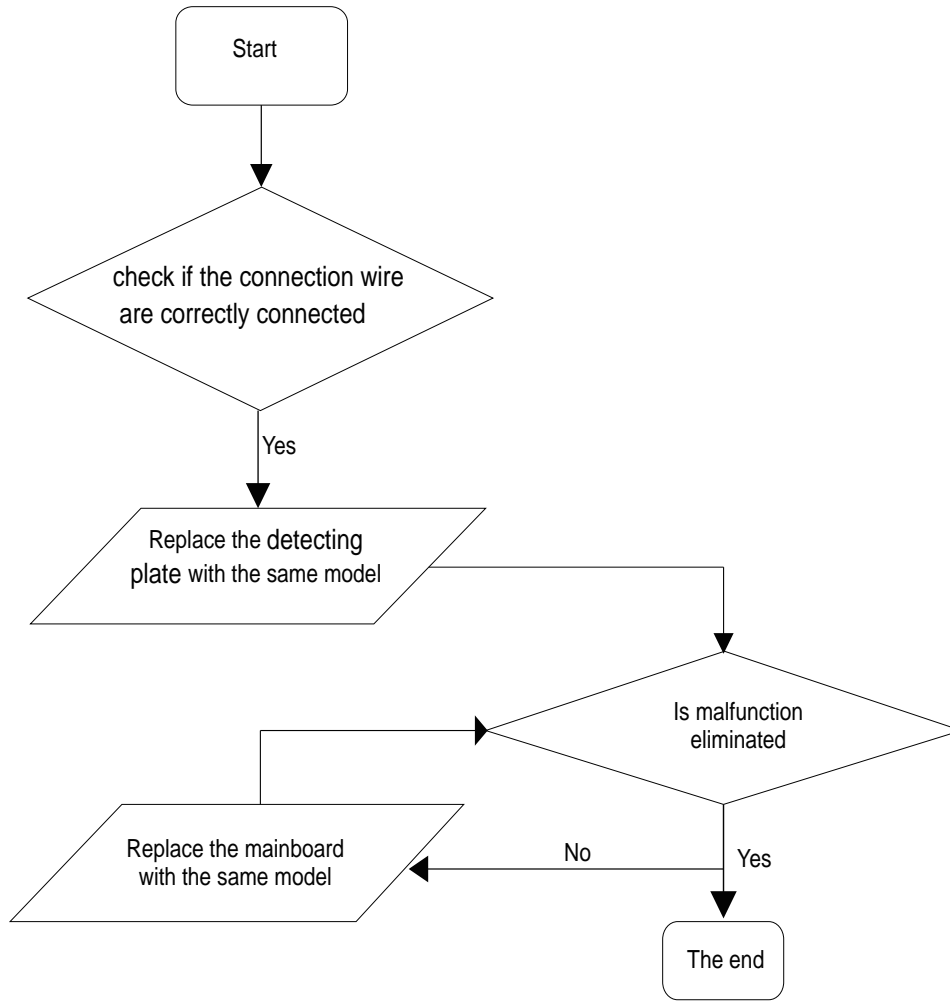 Start
check if the connection wire
are correctly connected
Yes
Replace the detecting
plate with the same model
Is malfunction
eliminated
Replace the mainboard
with the same model
No
Yes
The end